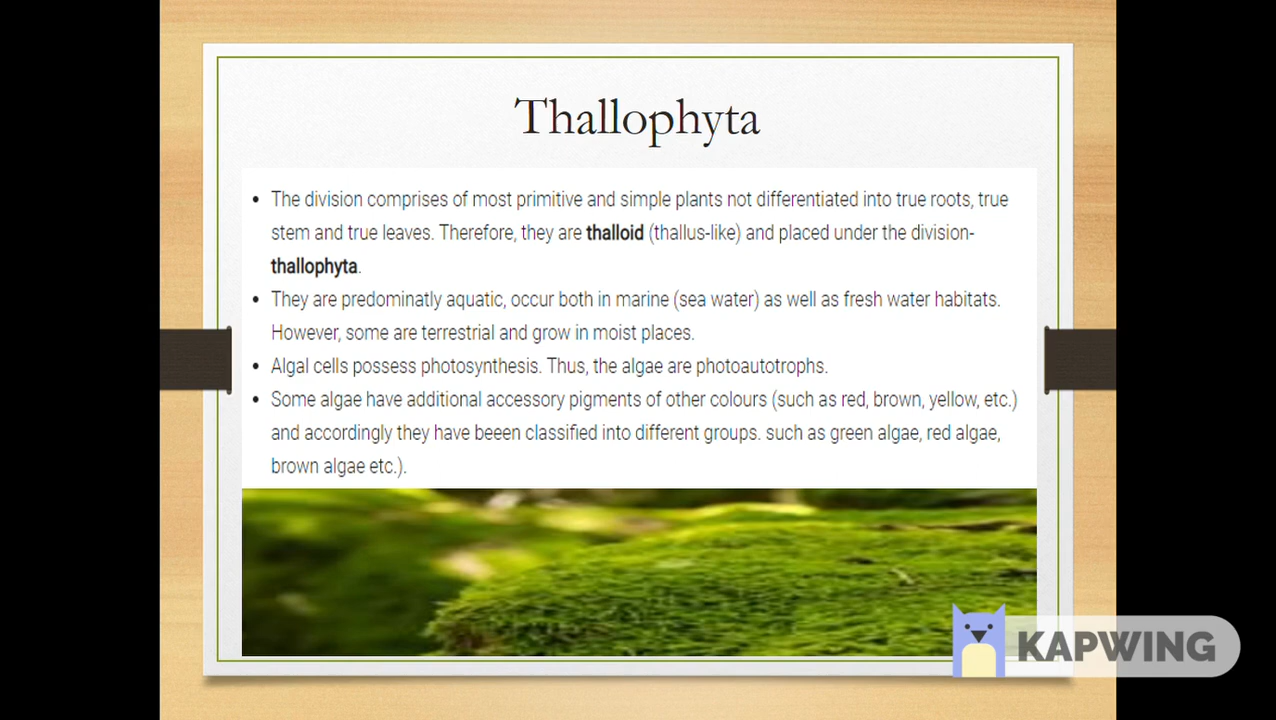 Thallophyta
• The division comprises of most primitive and simple plants not differentiated into true roots, true
stem and true leaves. Therefore, they are thalloid (thallus-like) and placed under the division-
thallophyta.
• They are predominatly aquatic, occur both in marine (sea water) as well as fresh water habitats.
However, some are terrestrial and grow in moist places.
• Algal cells possess photosynthesis. Thus, the algae are photoautotrophs.
• Some algae have additional accessory pigments of other colours (such as red, brown, yellow, etc.)
and accordingly they have beeen classified into different groups. such as green algae, red algae,
brown algae etc.).
KAPWING